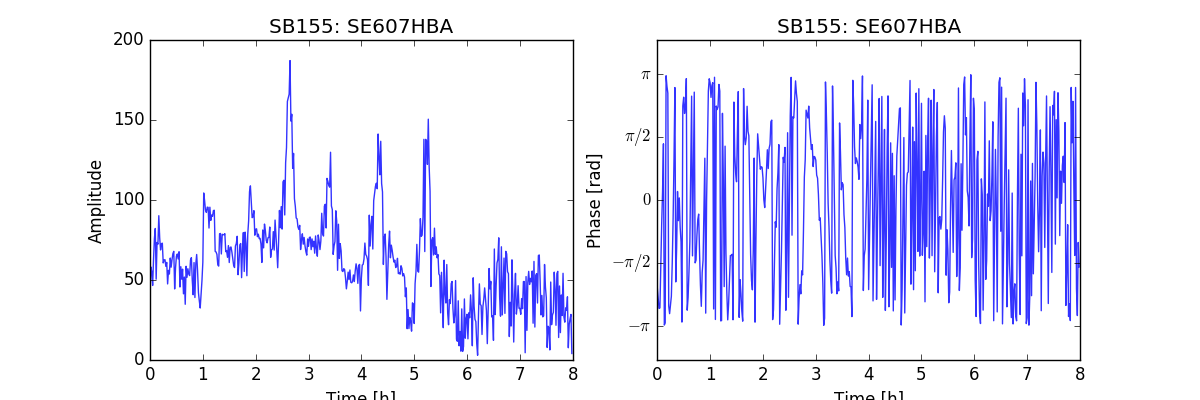 SB155: SE607HBA
200
150
100
50
0
Amplitude
0 1 2 3 4 5 6 7 8
Time [h]
SB155: SE607HBA
π
π/2
0
−π/2
−π
Phase [rad]
0 1 2 3 4 5 6 7 8
Time [h]